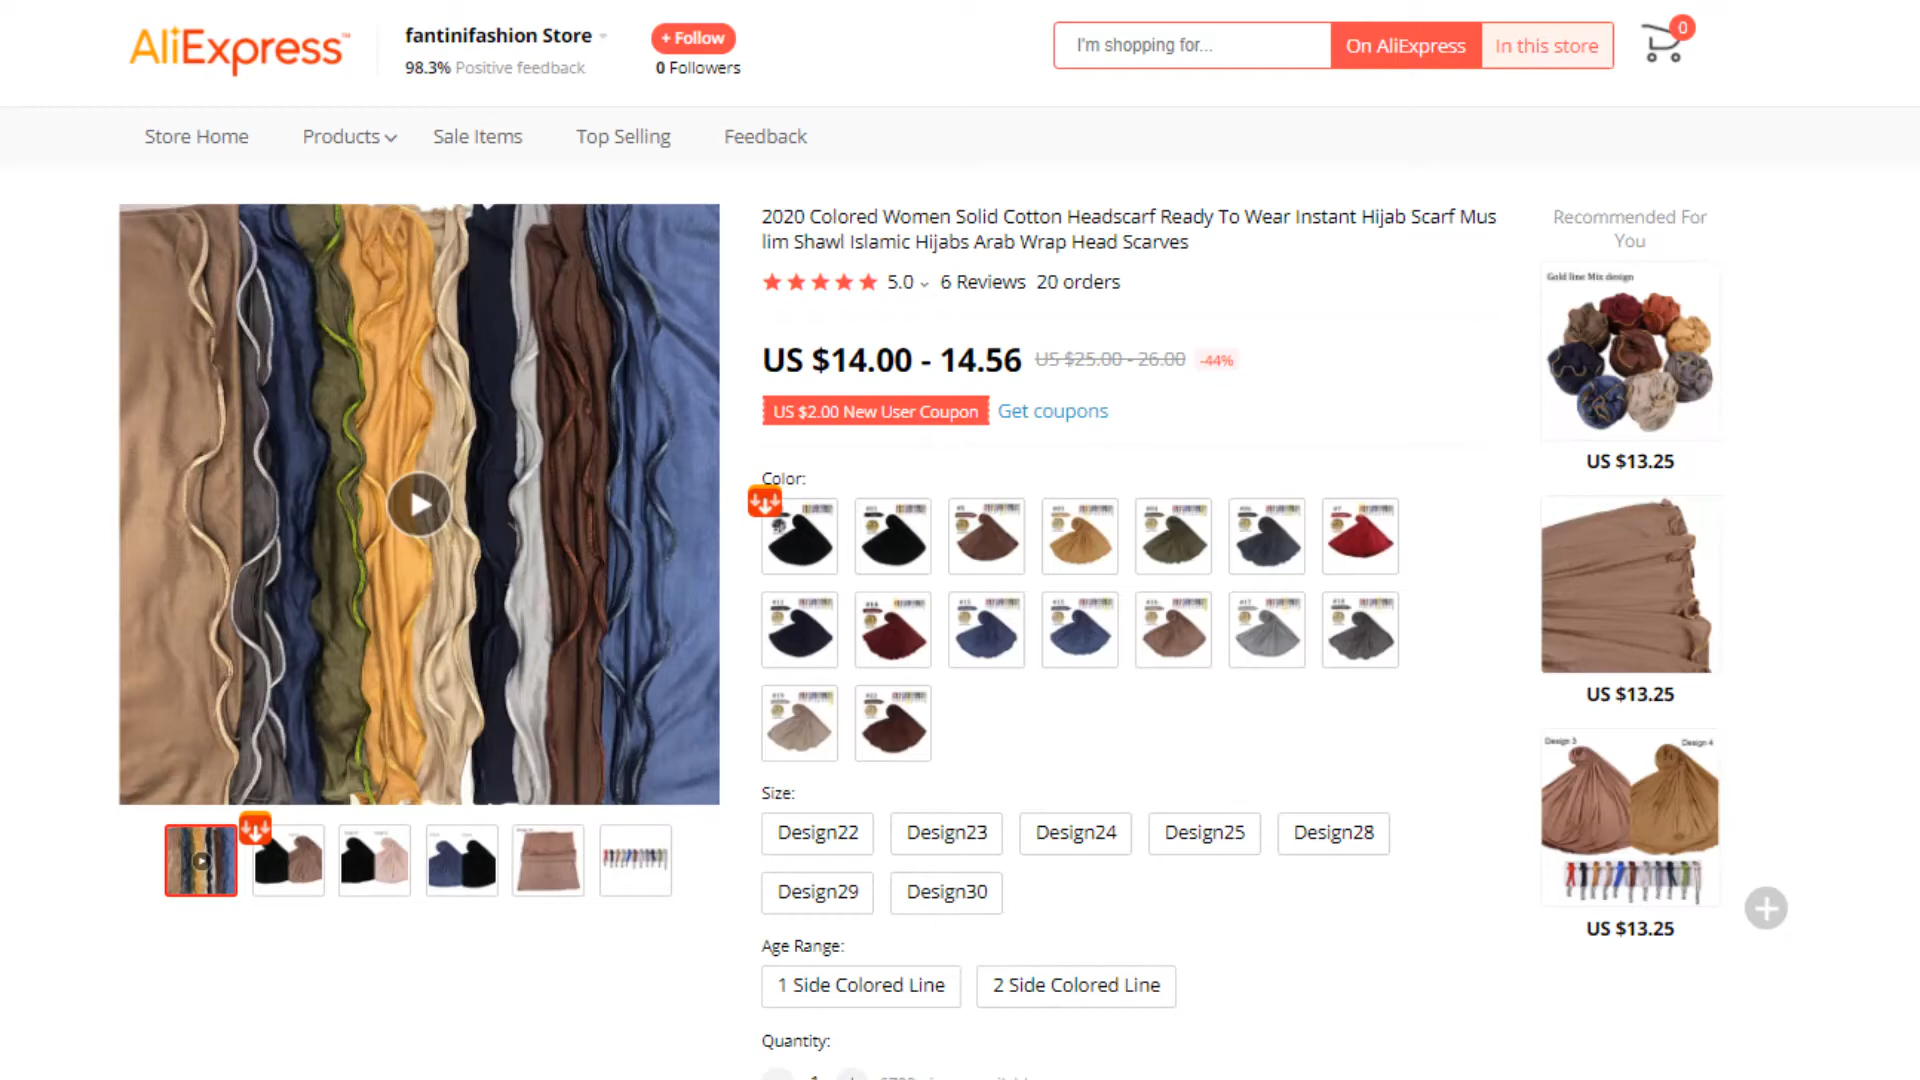 AliExpress™
fantinifashion Store
98.3% Positive feedback
+ Follow
0 Followers
I'm shopping for...
On AliExpress
In this store
0
Store Home
Products
Sale Items
Top Selling
Feedback
2020 Colored Women Solid Cotton Headscarf Ready To Wear Instant Hijab Scarf Mus
lim Shawl Islamic Hijabs Arab Wrap Head Scarves
5.0
6 Reviews
20 orders
US $14.00 - 14.56
US $25.00 - 26.00
-44%
US $2.00 New User Coupon
Get coupons
Color:
Size:
Design22
Design23
Design24
Design25
Design28
Design29
Design30
Age Range:
1 Side Colored Line
2 Side Colored Line
Quantity:
Recommended For
You
Gold line Mix design
US $13.25
US $13.25
Design 3
Design 4
US $13.25